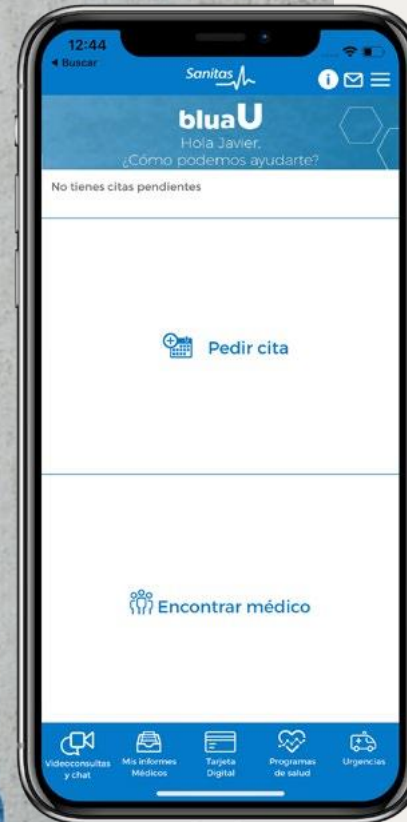 12:44
◀ Buscar
Sanitas
i
bluaU
Hola Javier,
¿Cómo podemos ayudarte?
No tienes citas pendientes
Pedir cita
Encontrar médico
Videoconsultas
y chat
Mis informes
Médicos
Tarjeta
Digital
Programas
de salud
Urgencias